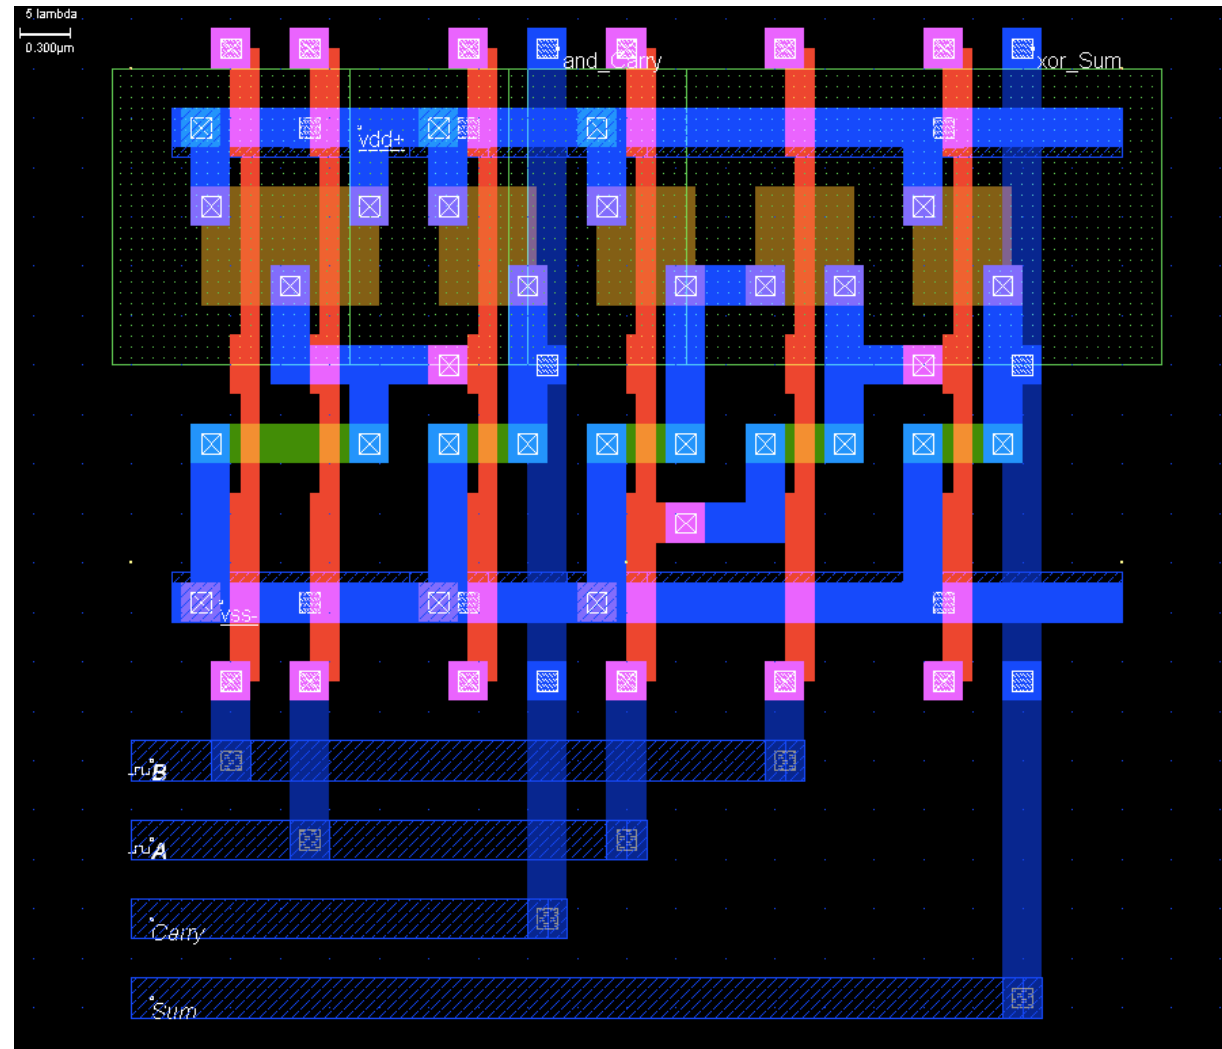 5 lambda
0.300µm
and_Carry
xor_Sum
vdd+
vss-
B
A
Carry
Sum